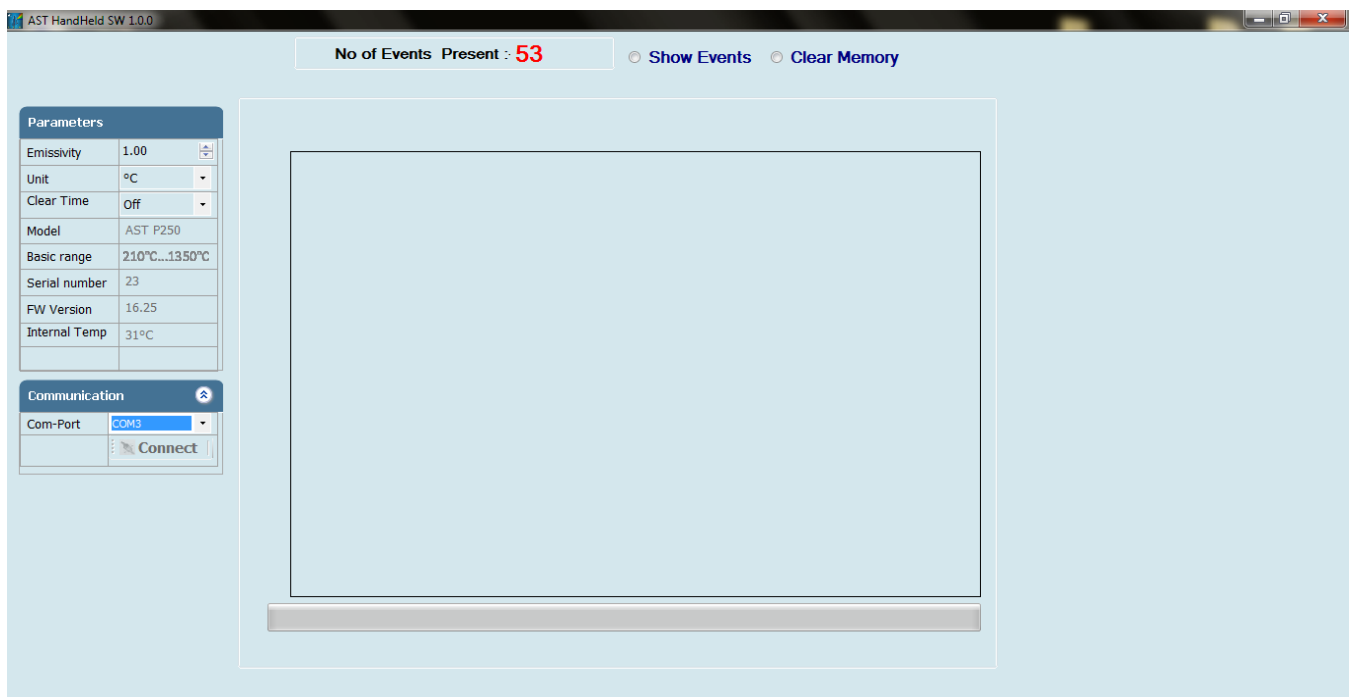 AST HandHeld SW 1.0.0
No of Events Present :- 53
Show Events
Clear Memory
Parameters
Emissivity 1.00
Unit °C
Clear Time Off
Model AST P250
Basic range 210°C...1350°C
Serial number 23
FW Version 16.25
Internal Temp 31°C
Communication
Com-Port COM3
Connect